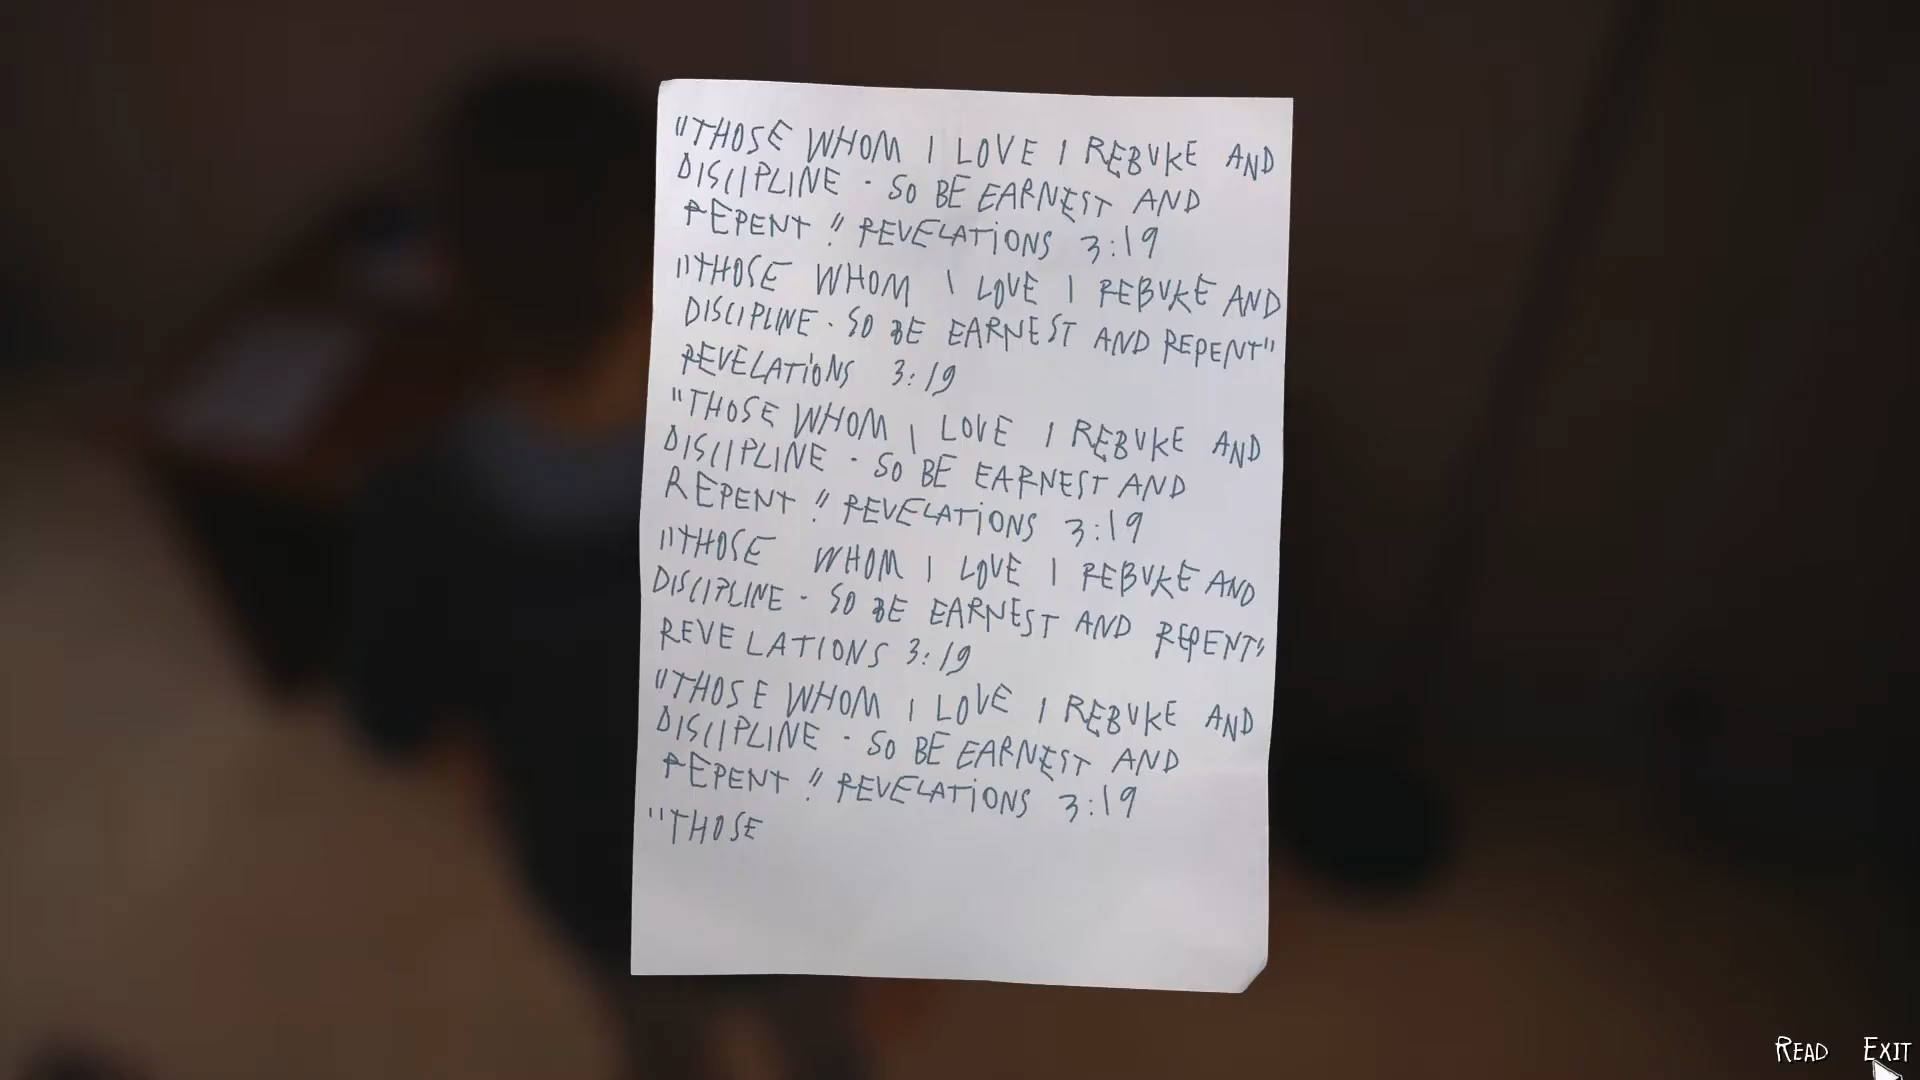 "THOSE WHOM I LOVE I REBUKE AND
DISCIPLINE - SO BE EARNEST AND
REPENT" REVELATIONS 3:19
"THOSE WHOM I LOVE I REBUKE AND
DISCIPLINE - SO BE EARNEST AND REPENT"
REVELATIONS 3:19
"THOSE WHOM I LOVE I REBUKE AND
DISCIPLINE - SO BE EARNEST AND
REPENT" REVELATIONS 3:19
"THOSE WHOM I LOVE I REBUKE AND
DISCIPLINE - SO BE EARNEST AND REPENT"
REVELATIONS 3:19
"THOSE WHOM I LOVE I REBUKE AND
DISCIPLINE - SO BE EARNEST AND
REPENT" REVELATIONS 3:19
"THOSE
READ EXIT